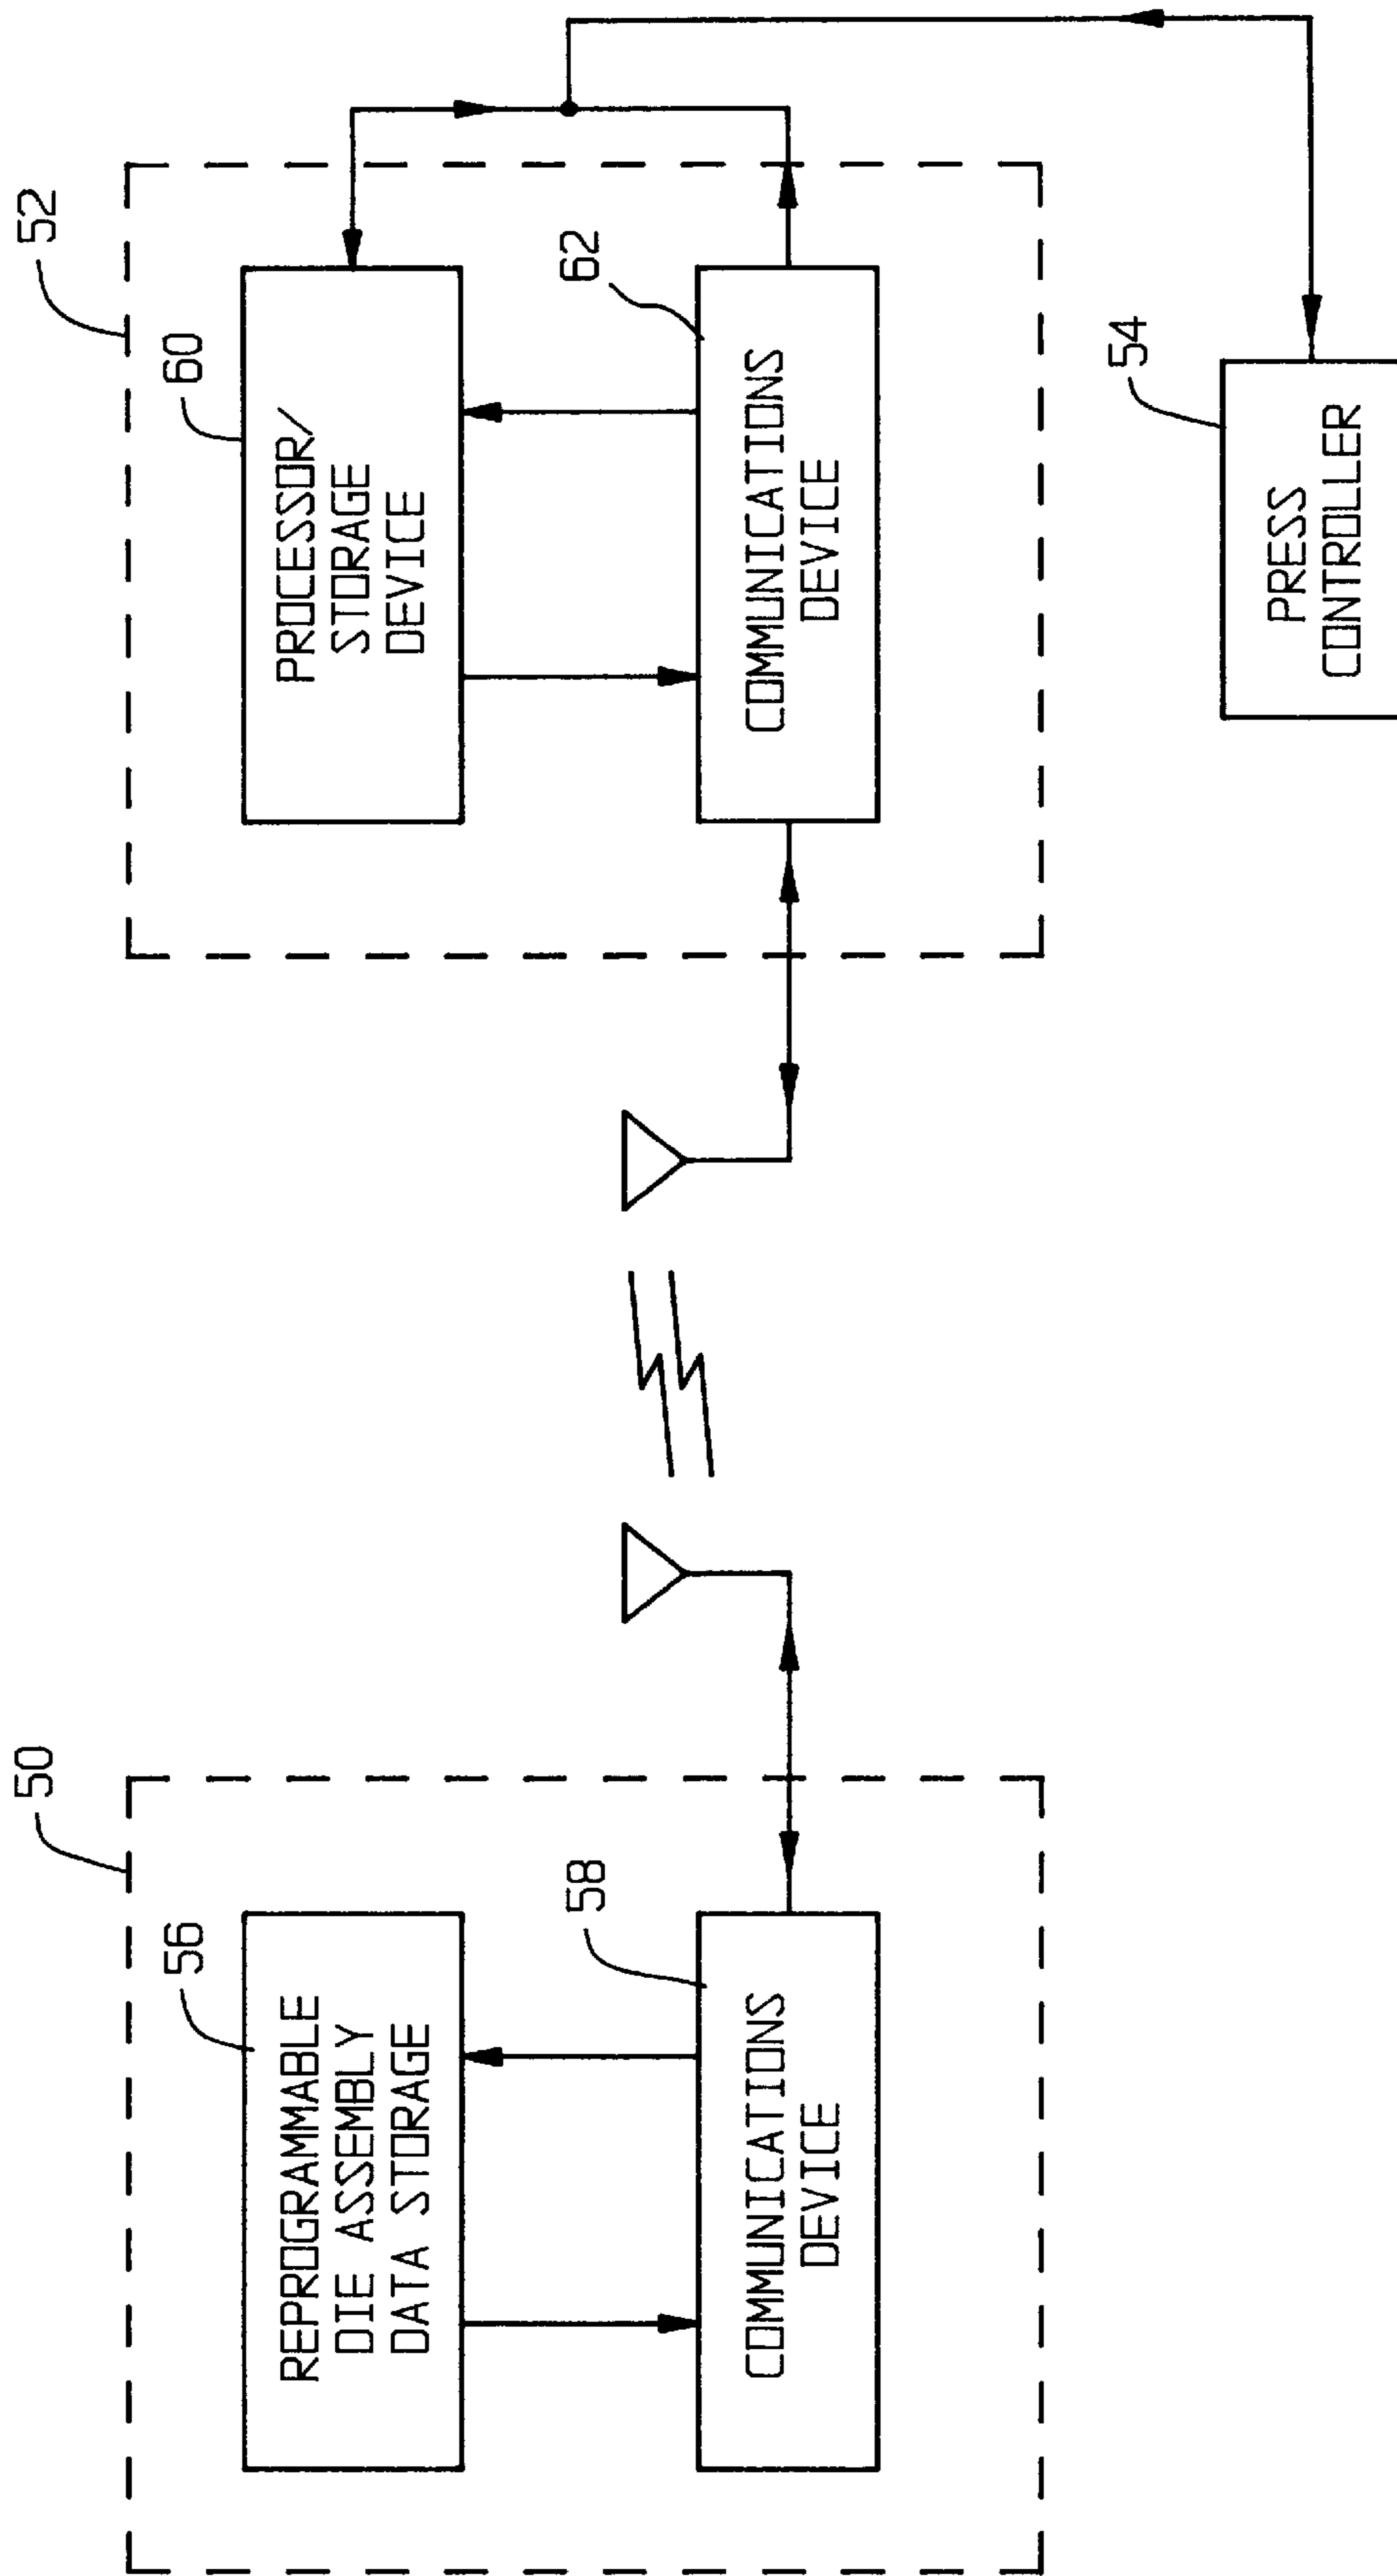 50
56
REPROGRAMMABLE
DIE ASSEMBLY
DATA STORAGE
58
COMMUNICATIONS
DEVICE
52
60
PROCESSOR/
STORAGE
DEVICE
62
COMMUNICATIONS
DEVICE
54
PRESS
CONTROLLER